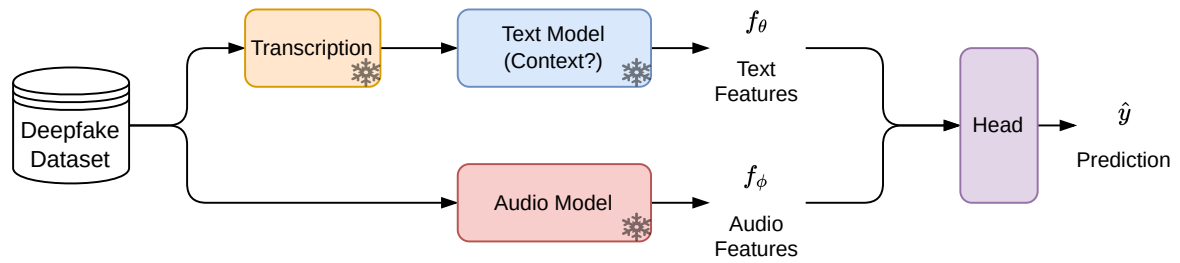 Deepfake
Dataset
Transcription
Text Model
(Context?)
f_θ
Text
Features
Audio Model
f_ϕ
Audio
Features
Head
ŷ
Prediction